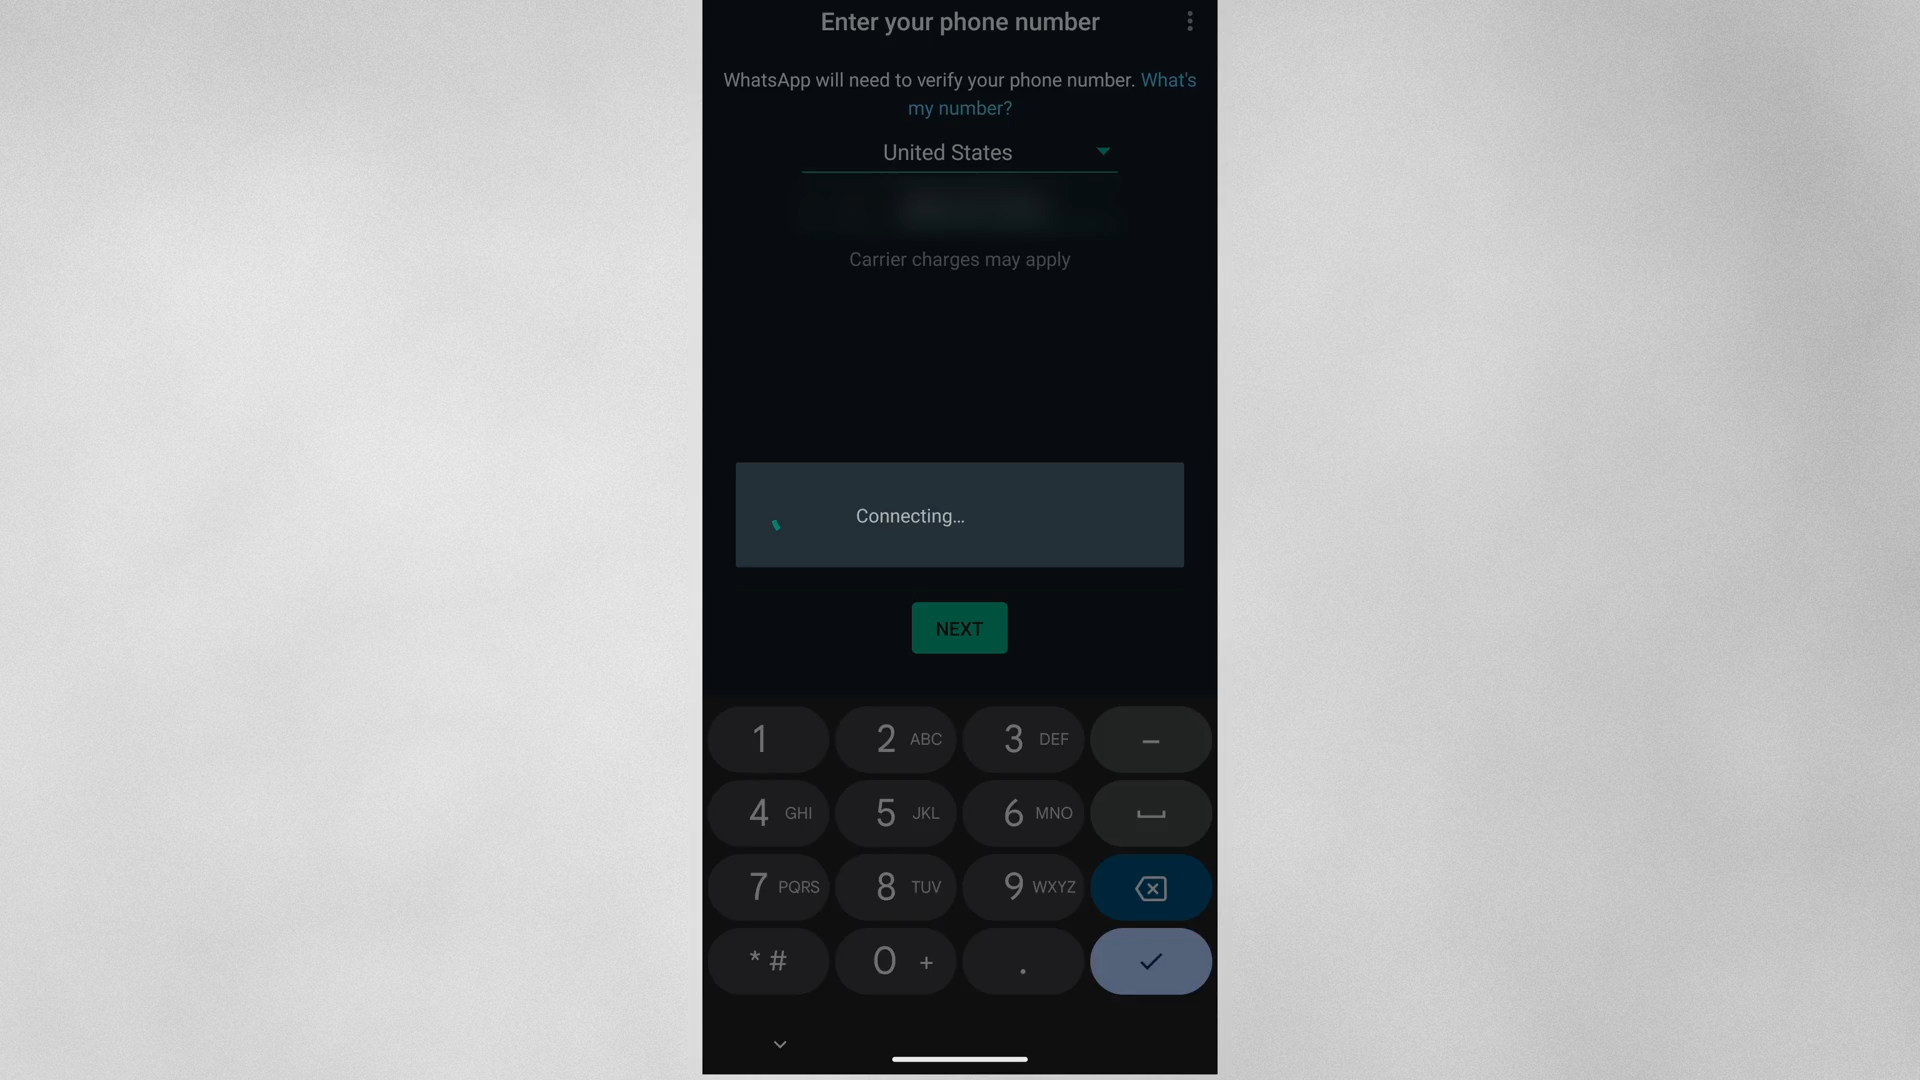 Enter your phone number
WhatsApp will need to verify your phone number. What's
my number?
United States
Carrier charges may apply
Connecting...
NEXT
1 2 ABC 3 DEF –
4 GHI 5 JKL 6 MNO
7 PQRS 8 TUV 9 WXYZ
* # 0 + .